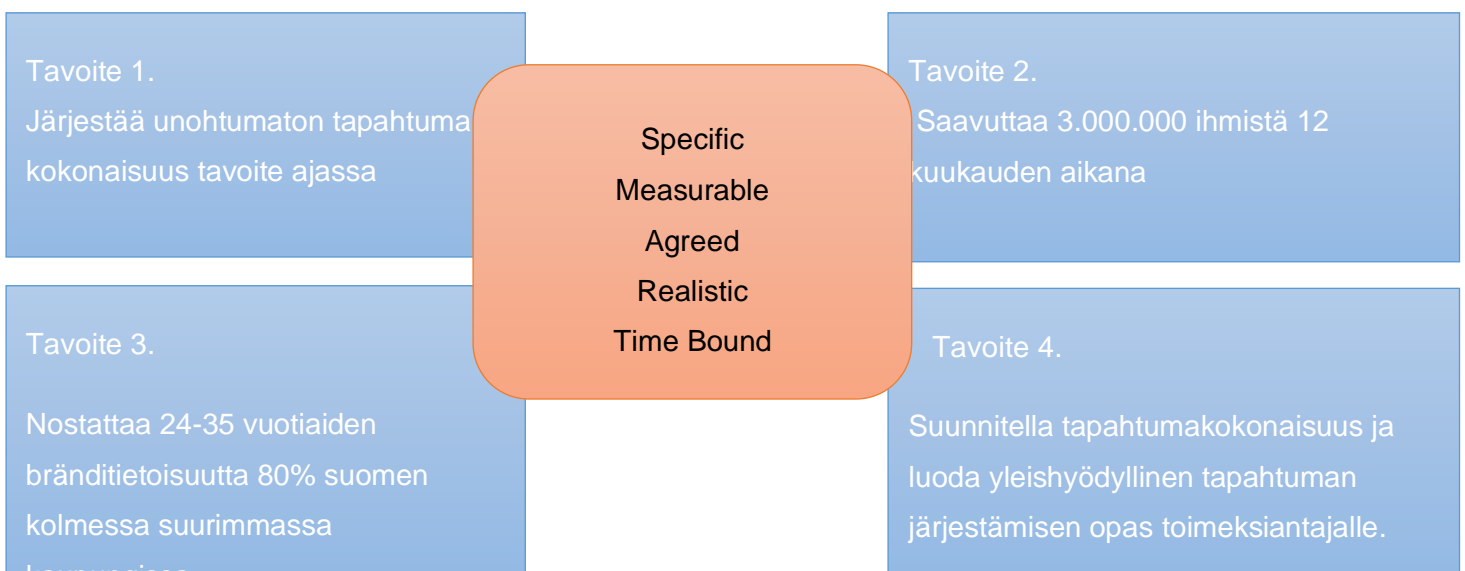 Tavoite 1.
Järjestää unohtumaton tapahtuma
kokonaisuus tavoite ajassa
Specific
Measurable
Agreed
Realistic
Time Bound
Tavoite 2.
Saavuttaa 3.000.000 ihmistä 12
kuukauden aikana
Tavoite 3.
Nostattaa 24-35 vuotiaiden
bränditietoisuutta 80% suomen
kolmessa suurimmassa
Tavoite 4.
Suunnitella tapahtumakokonaisuus ja
luoda yleishyödyllinen tapahtuman
järjestämisen opas toimeksiantajalle.